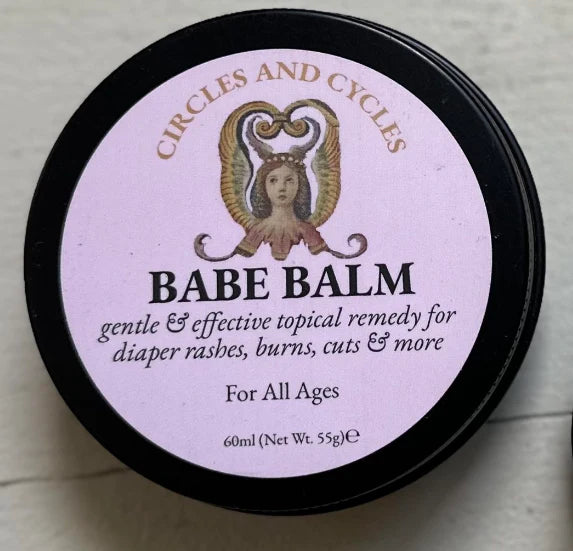 CIRCLES AND CYCLES
BABE BALM
gentle & effective topical remedy for
diaper rashes, burns, cuts & more
For All Ages
60ml (Net Wt. 55g)℮